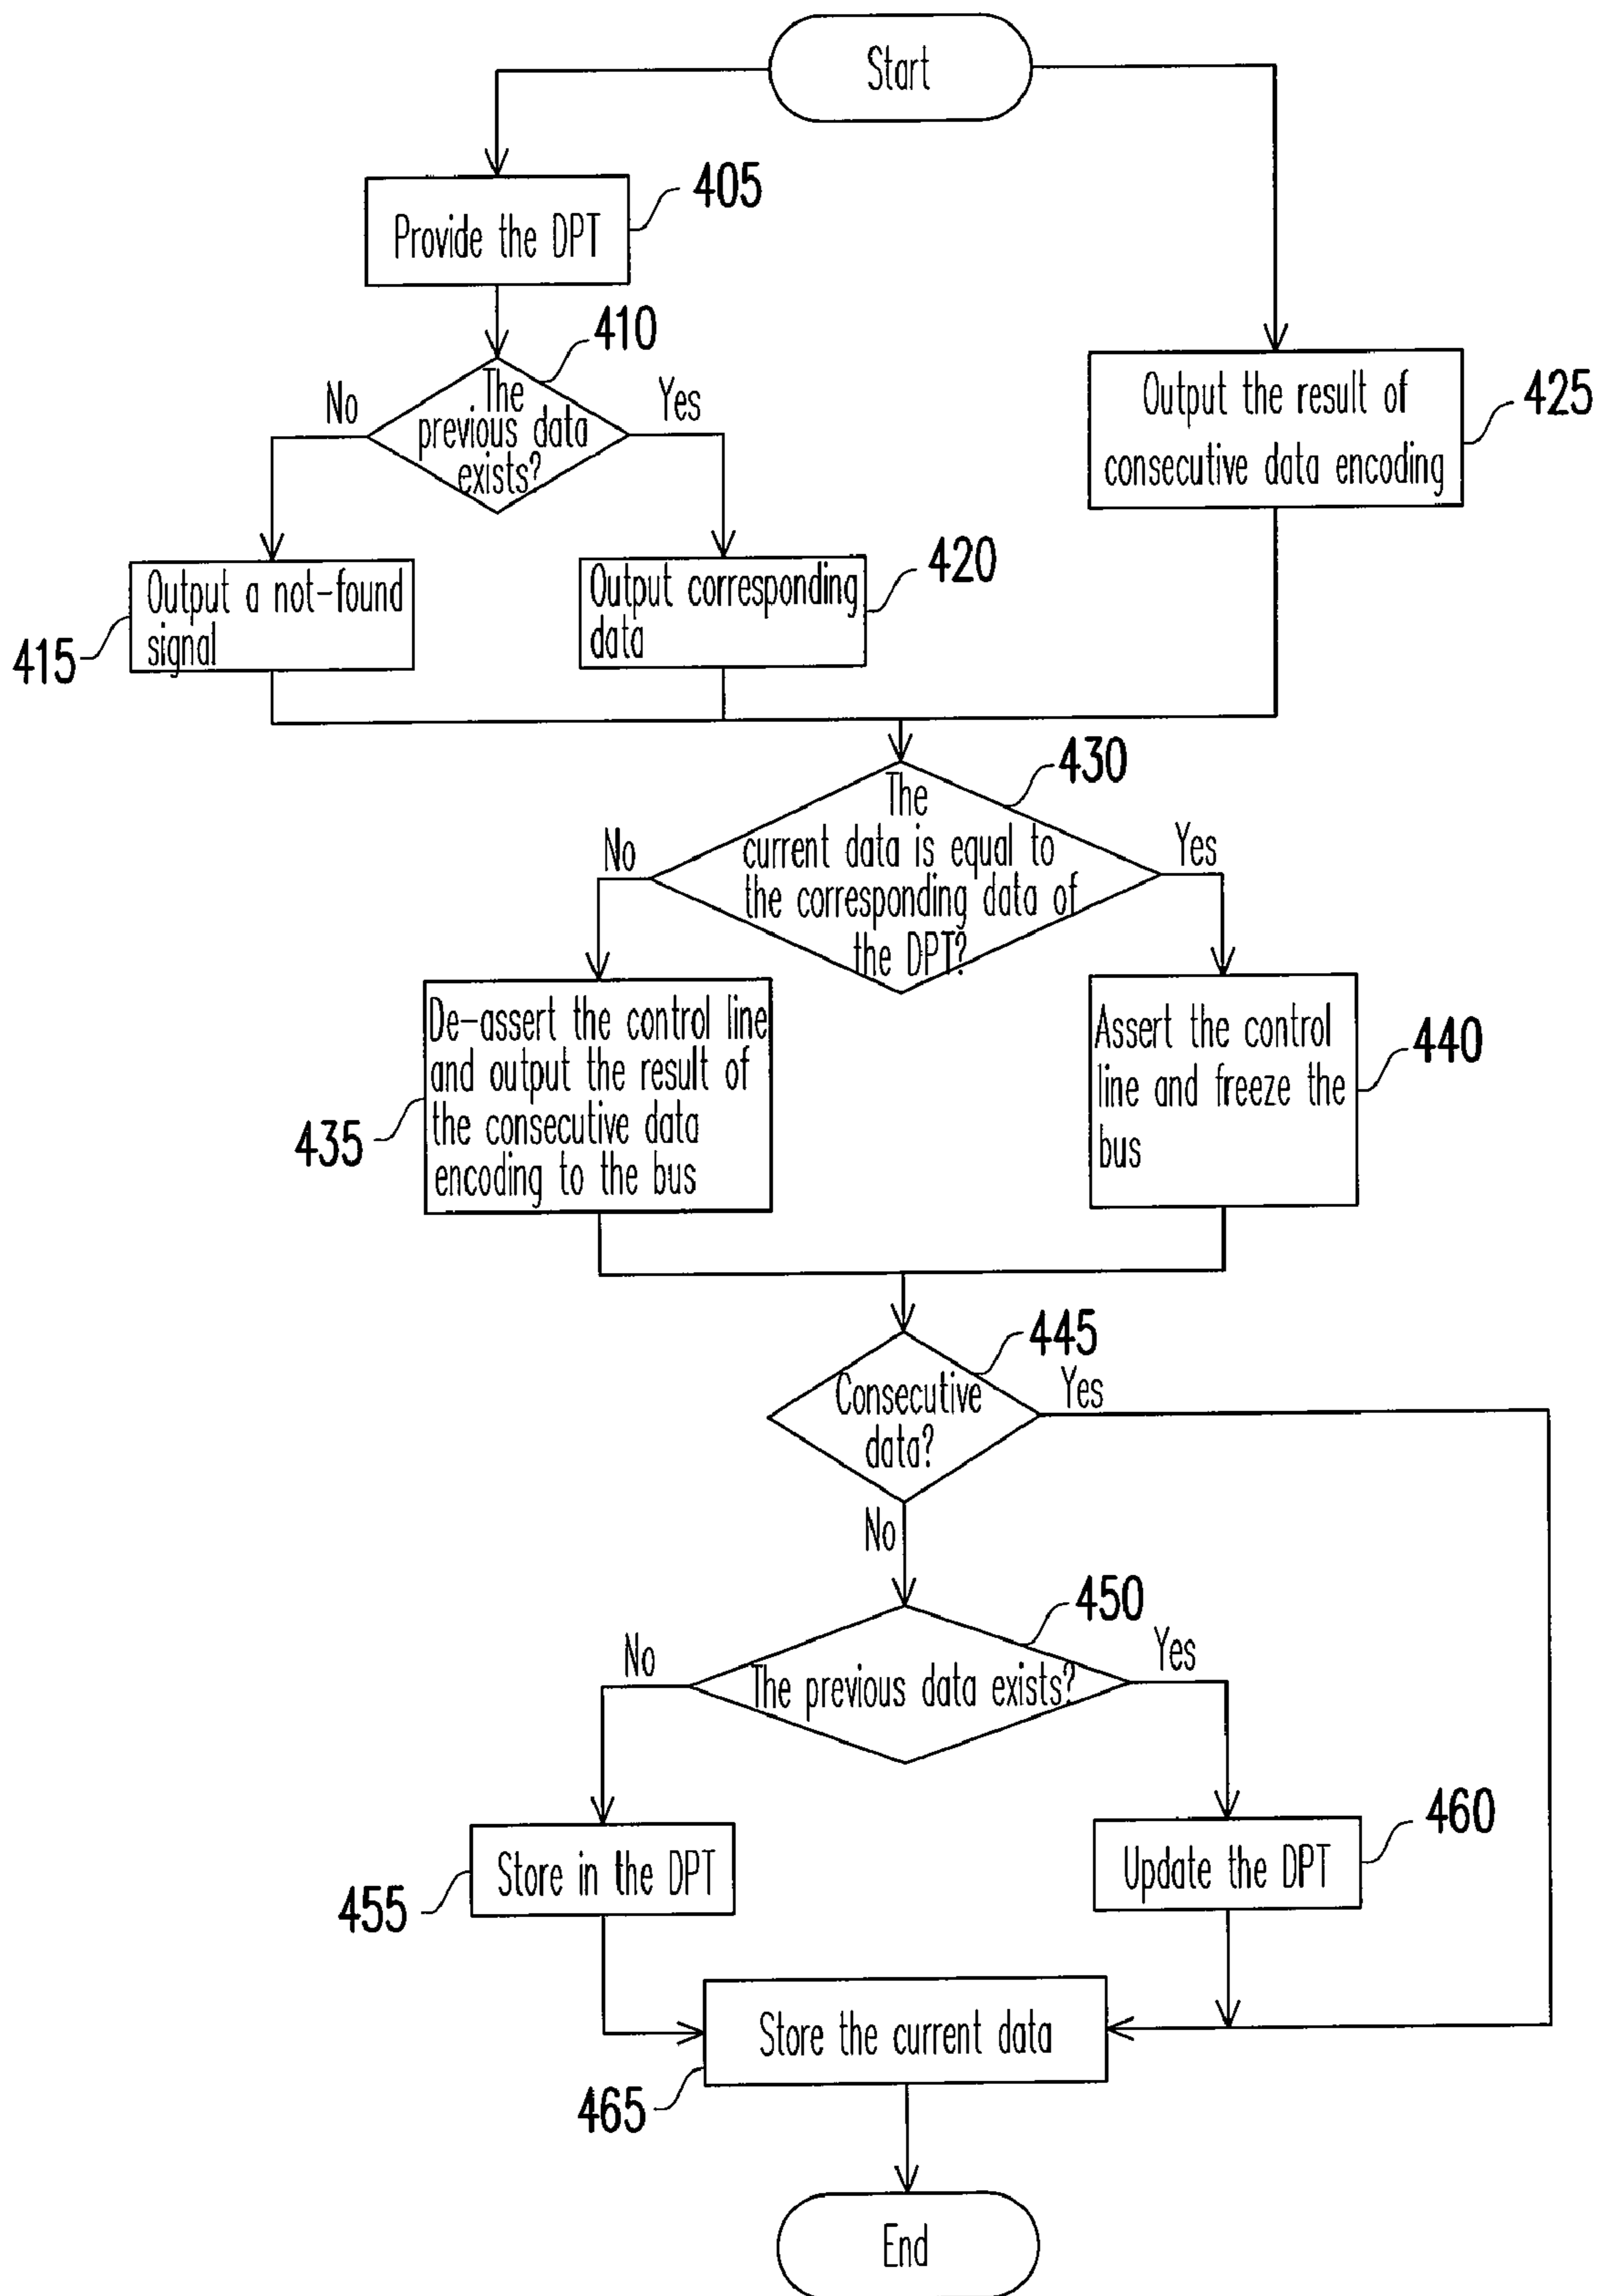 Start
405
Provide the DPT
410
No
The
previous data
exists?
Yes
Output the result of
consecutive data encoding
425
Output a not-found
signal
415
Output corresponding
data
420
430
No
The
current data is equal to
the corresponding data of
the DPT?
Yes
De-assert the control line
and output the result of
the consecutive data
encoding to the bus
435
Assert the control
line and freeze the
bus
440
445
Consecutive
data?
Yes
No
450
No
The previous data exists?
Yes
Store in the DPT
455
Update the DPT
460
Store the current data
465
End